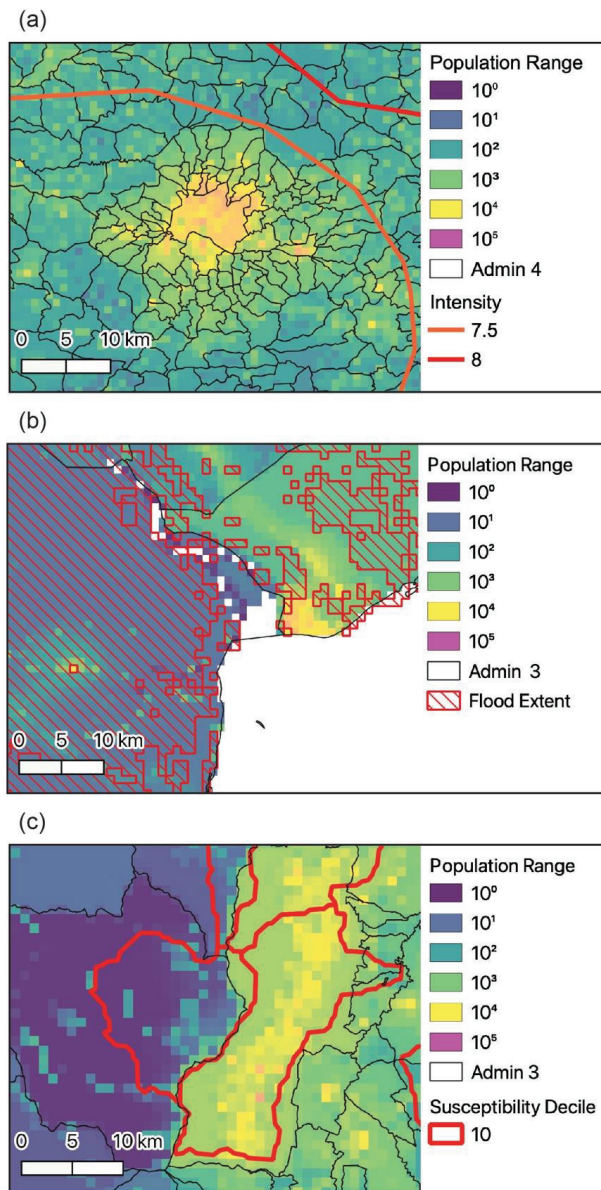 (a)
Population Range
10⁰
10¹
10²
10³
10⁴
10⁵
Admin 4
Intensity
7.5
8
0 5 10 km
(b)
Population Range
10⁰
10¹
10²
10³
10⁴
10⁵
Admin 3
Flood Extent
0 5 10 km
(c)
Population Range
10⁰
10¹
10²
10³
10⁴
10⁵
Admin 3
Susceptibility Decile
10
0 5 10 km